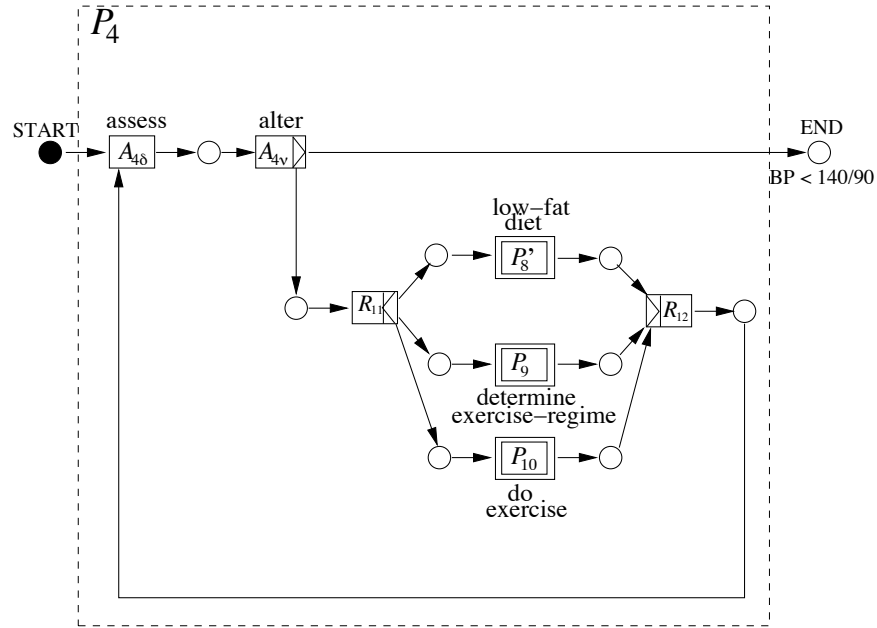 P4
START
assess
alter
END
A4δ
A4ν
BP < 140/90
low−fat
diet
P8’
R11
R12
P9
determine
exercise−regime
P10
do
exercise